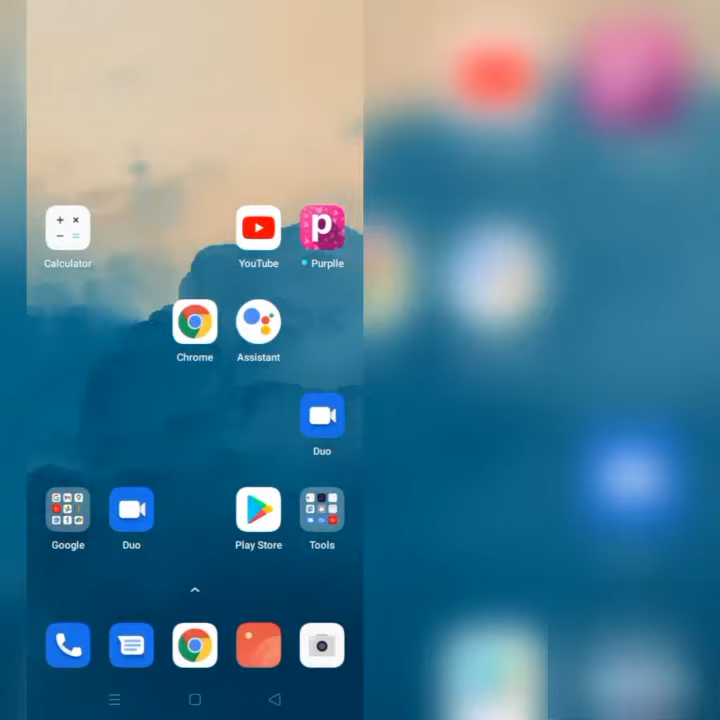 Calculator
YouTube
Purplle
Chrome
Assistant
Duo
Google
Duo
Play Store
Tools